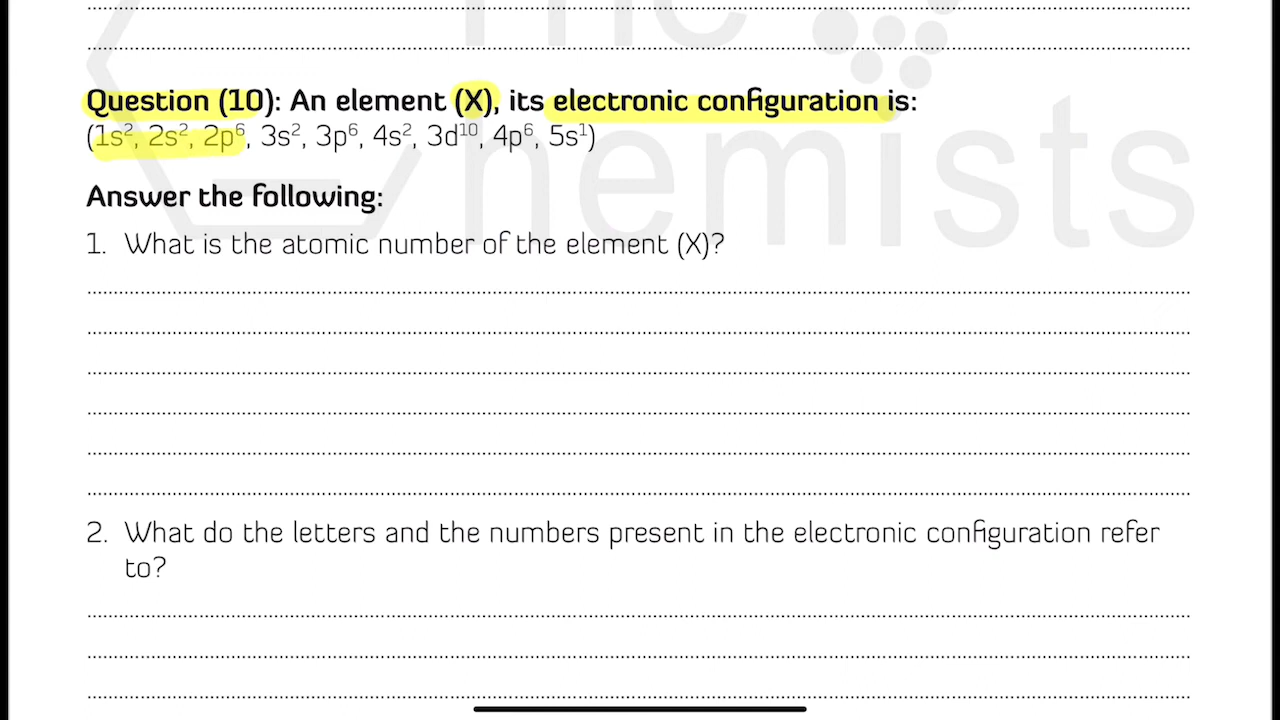 The
Chemists
Question (10): An element (X), its electronic configuration is:
(1s², 2s², 2p⁶, 3s², 3p⁶, 4s², 3d¹⁰, 4p⁶, 5s¹)
Answer the following:
1. What is the atomic number of the element (X)?
2. What do the letters and the numbers present in the electronic configuration refer
to?